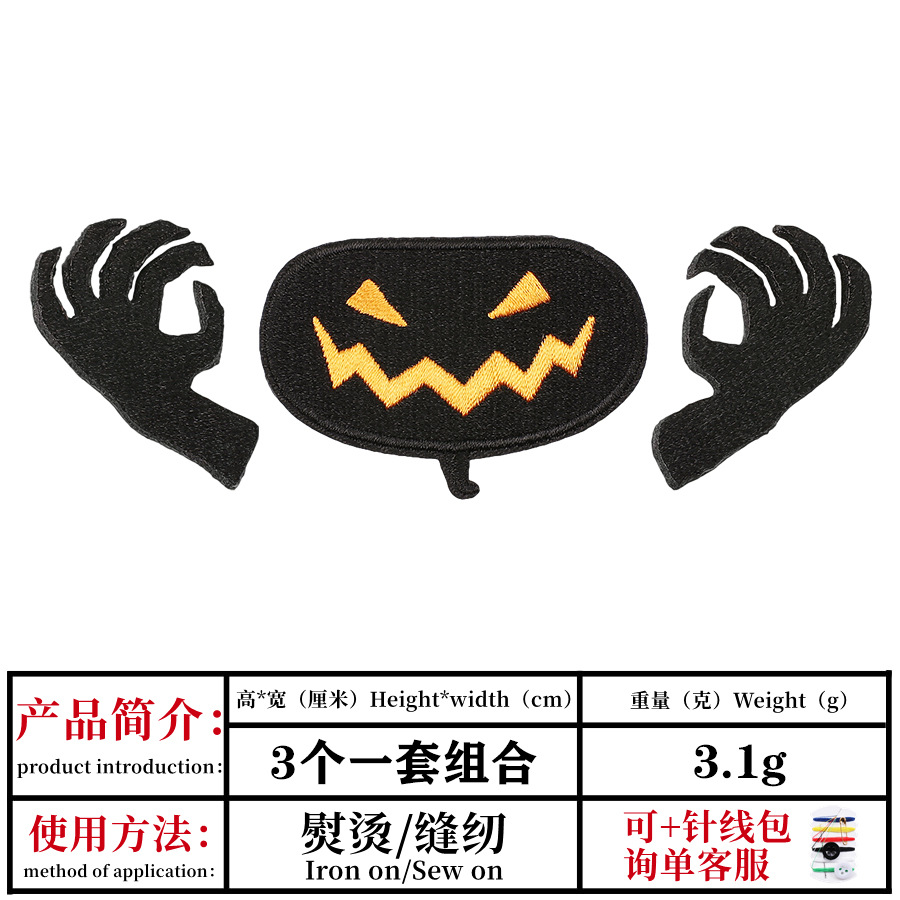 产品简介：
product introduction：
高*宽（厘米）Height*width（cm）
重量（克）Weight（g）
3个一套组合
3.1g
使用方法：
method of application：
熨烫/缝纫
Iron on/Sew on
可+针线包
询单客服